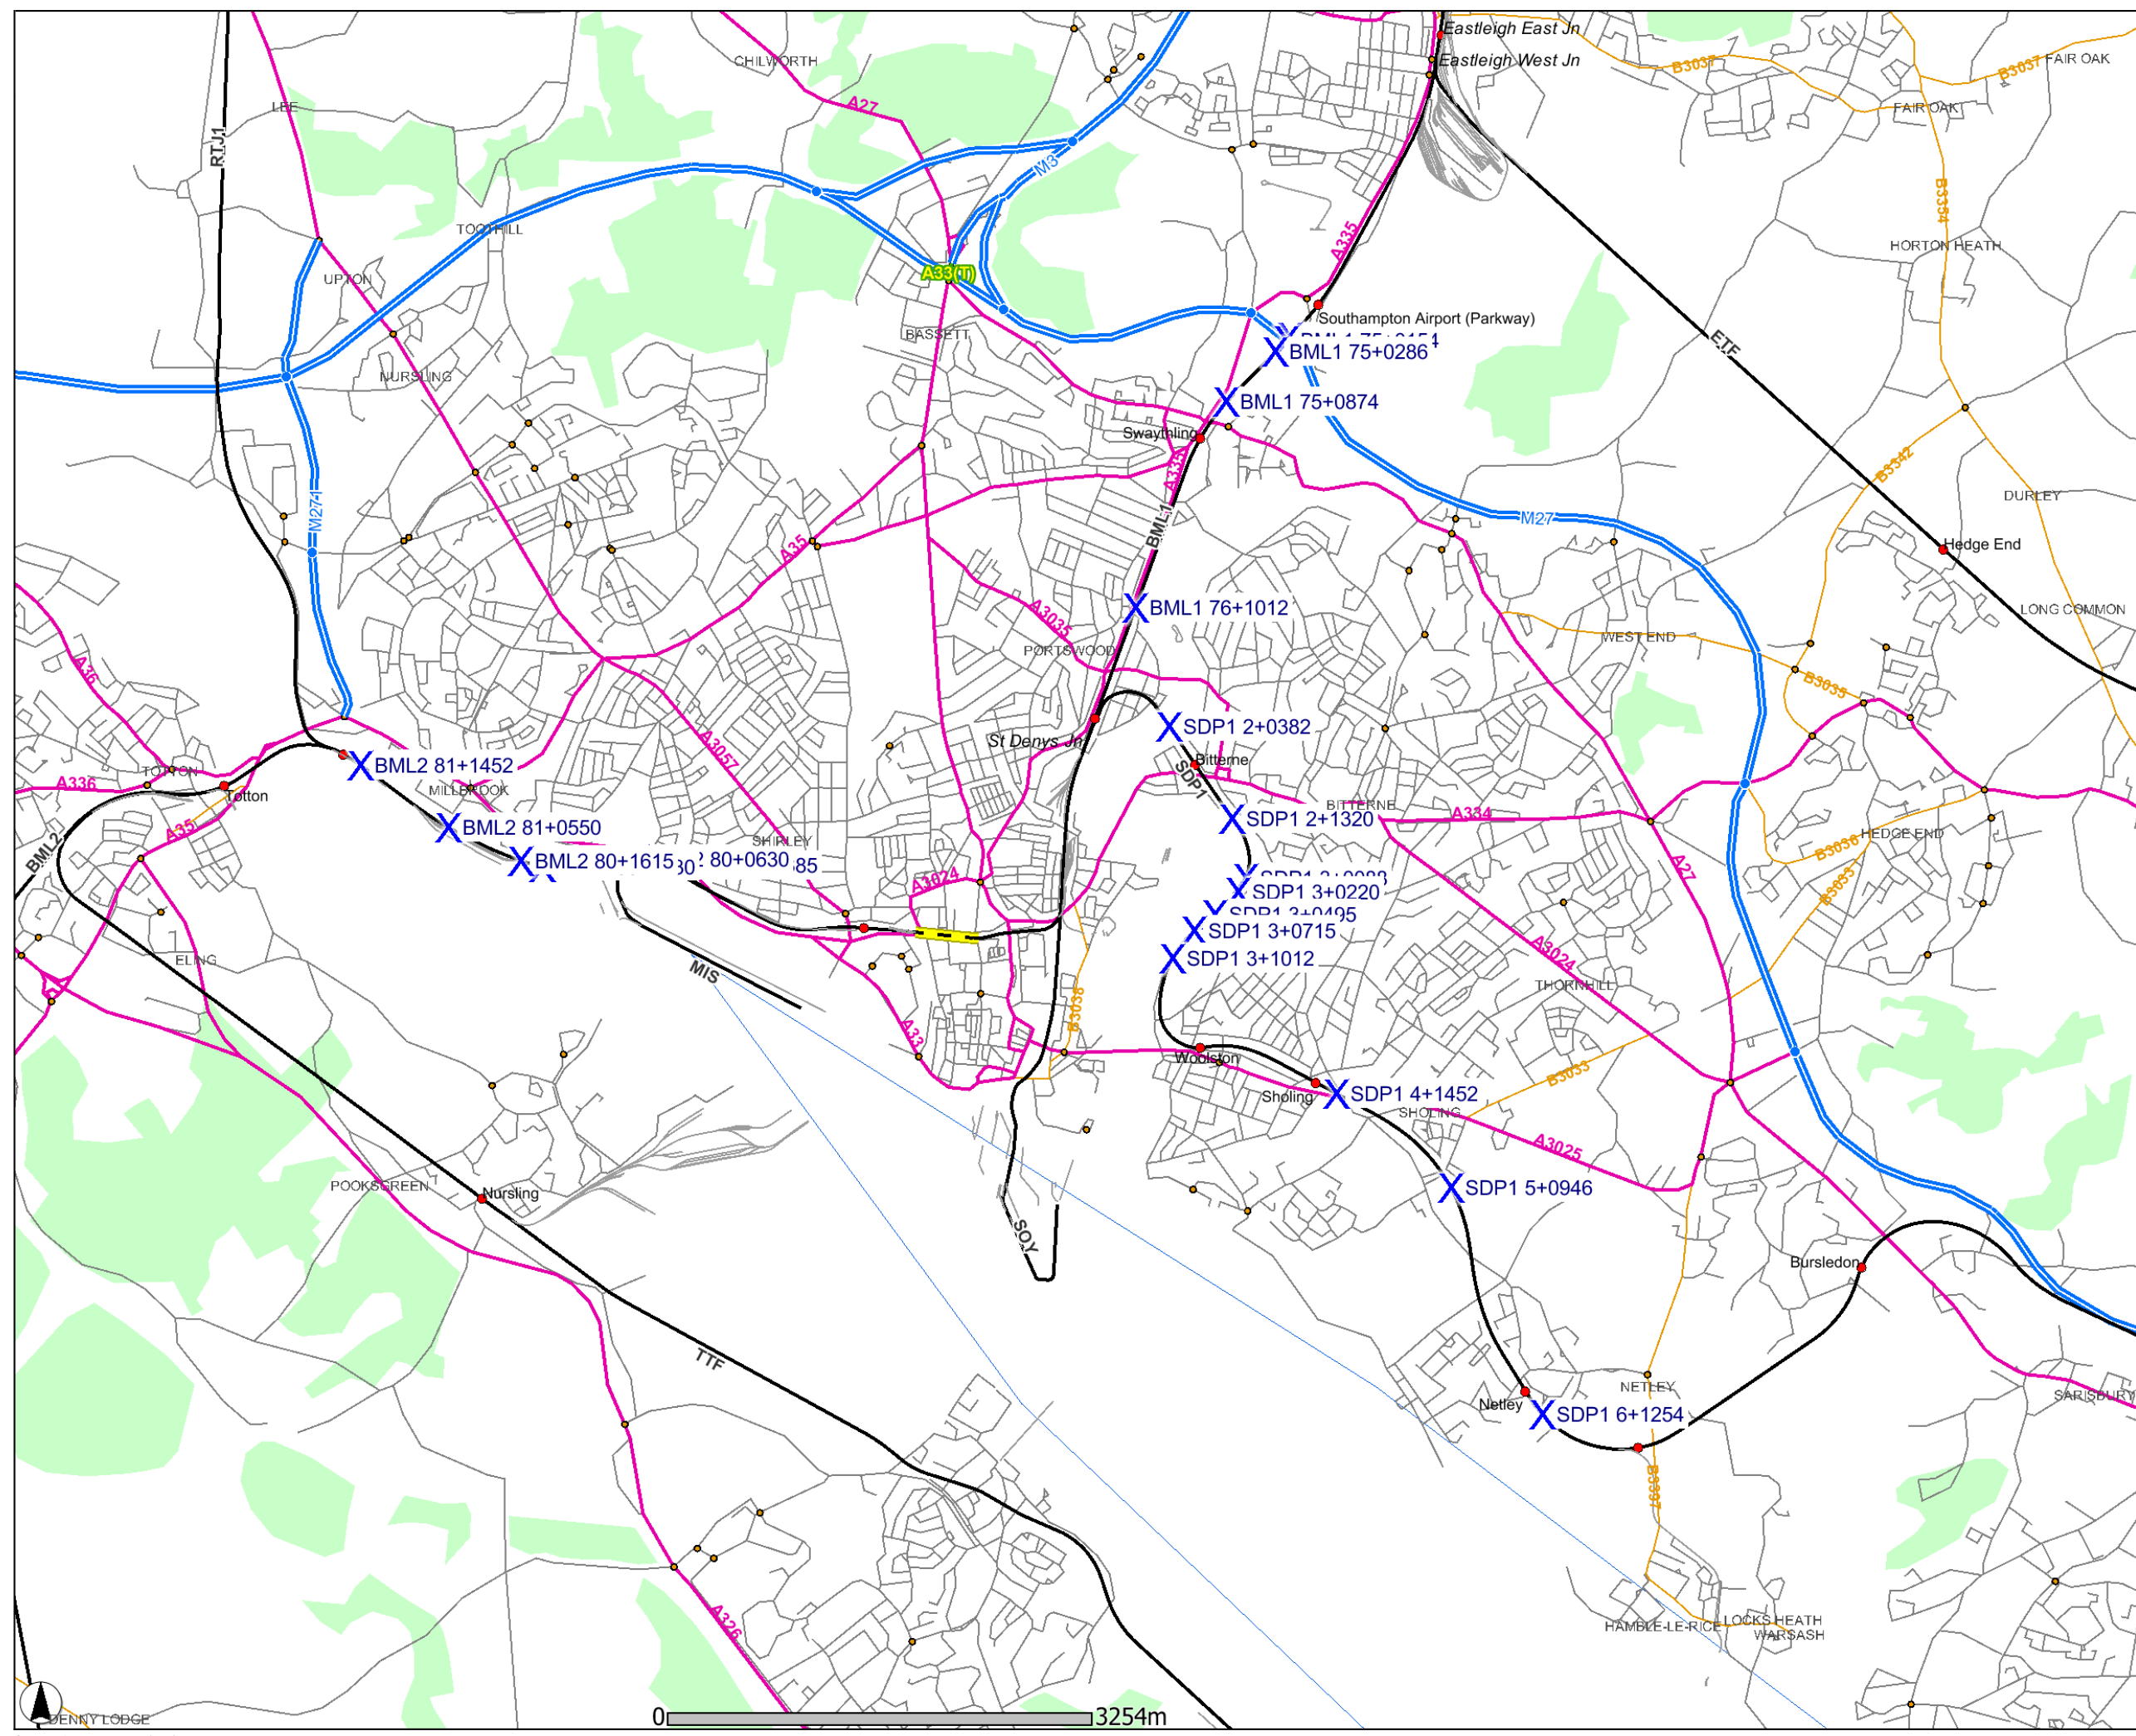 Eastleigh East Jn
CHILWORTH
Eastleigh West Jn
B3037
B3037
FAIR OAK
LEE
A27
FAIR OAK
RTJ1
M3
B3354
TOOTHILL
A335
HORTON HEATH
UPTON
A33(T)
Southampton Airport (Parkway)
BASSETT
BML1 75+0286
ETF
NURSLING
BML1 75+0874
Swaythling
A335
B3342
DURLEY
M271
M27
BML1
A35
Hedge End
BML1 76+1012
LONG COMMON
A3035
WEST END
PORTSWOOD
A36
B3035
SDP1 2+0382
St Denys Jn
A3057
Bitterne
BML2 81+1452
TOTTON
A336
SDP1
MILLBROOK
Totton
BITTERNE
A334
SDP1 2+1320
A35
BML2 81+0550
SHIRLEY
HEDGE END
B3036
BML2
BML2 80+1615
80+0630
A27
A3024
B3033
SDP1 3+0220
SDP1 3+0495
SDP1 3+0715
A3024
ELING
SDP1 3+1012
MIS
THORNHILL
B3038
A33
Woolston
B3033
Sholing
SDP1 4+1452
SHOLING
A3025
POOKSGREEN
Nursling
SDP1 5+0946
SOY
Bursledon
TTF
NETLEY
SARISBURY
Netley
SDP1 6+1254
B3397
A326
HAMBLE-LE-RICE
LOCKS HEATH
WARSASH
DENNY LODGE
0
3254m